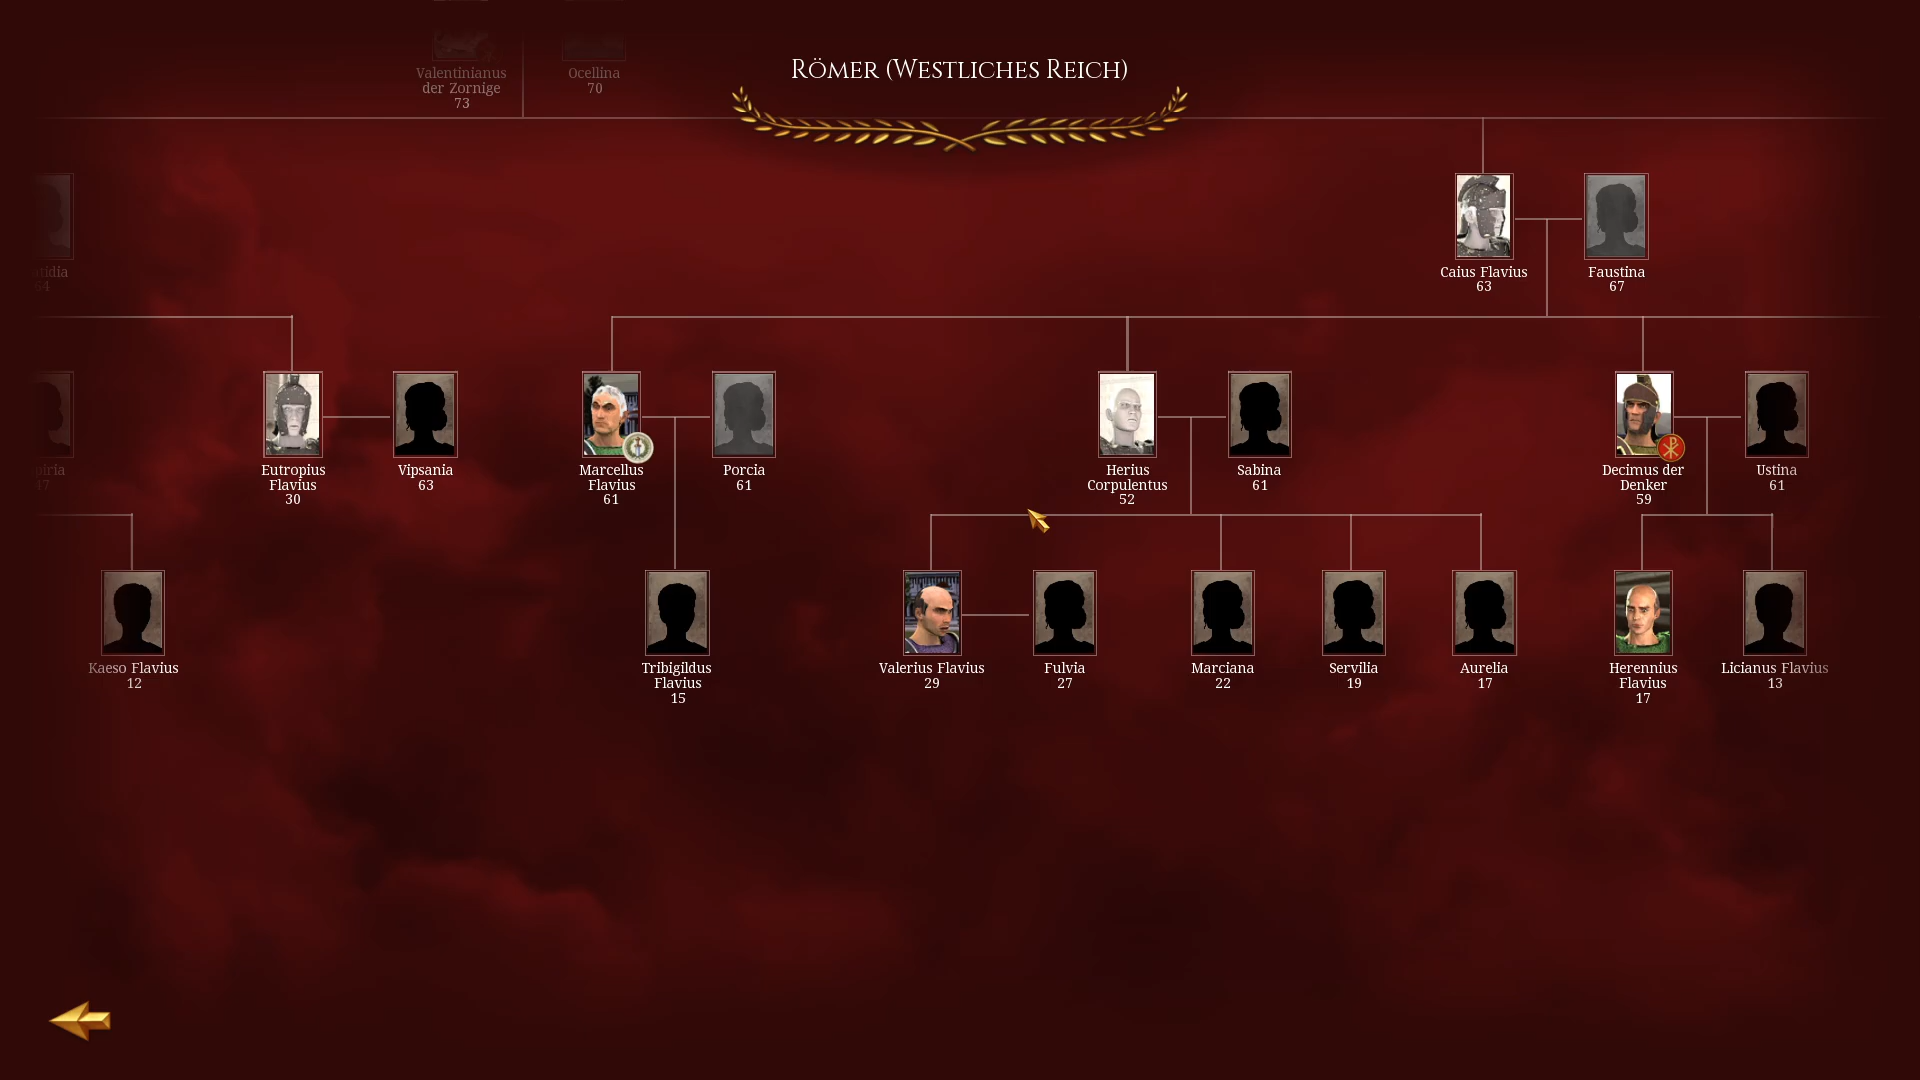 RÖMER (WESTLICHES REICH)
Valentinianus
der Zornige
73
Ocellina
70
Caius Flavius
63
Faustina
67
64
Eutropius
Flavius
30
Vipsania
63
Marcellus
Flavius
61
Porcia
61
Herius
Corpulentus
52
Sabina
61
Decimus der
Denker
59
Ustina
61
47
Kaeso Flavius
12
Tribigildus
Flavius
15
Valerius Flavius
29
Fulvia
27
Marciana
22
Servilia
19
Aurelia
17
Herennius
Flavius
17
Licianus Flavius
13